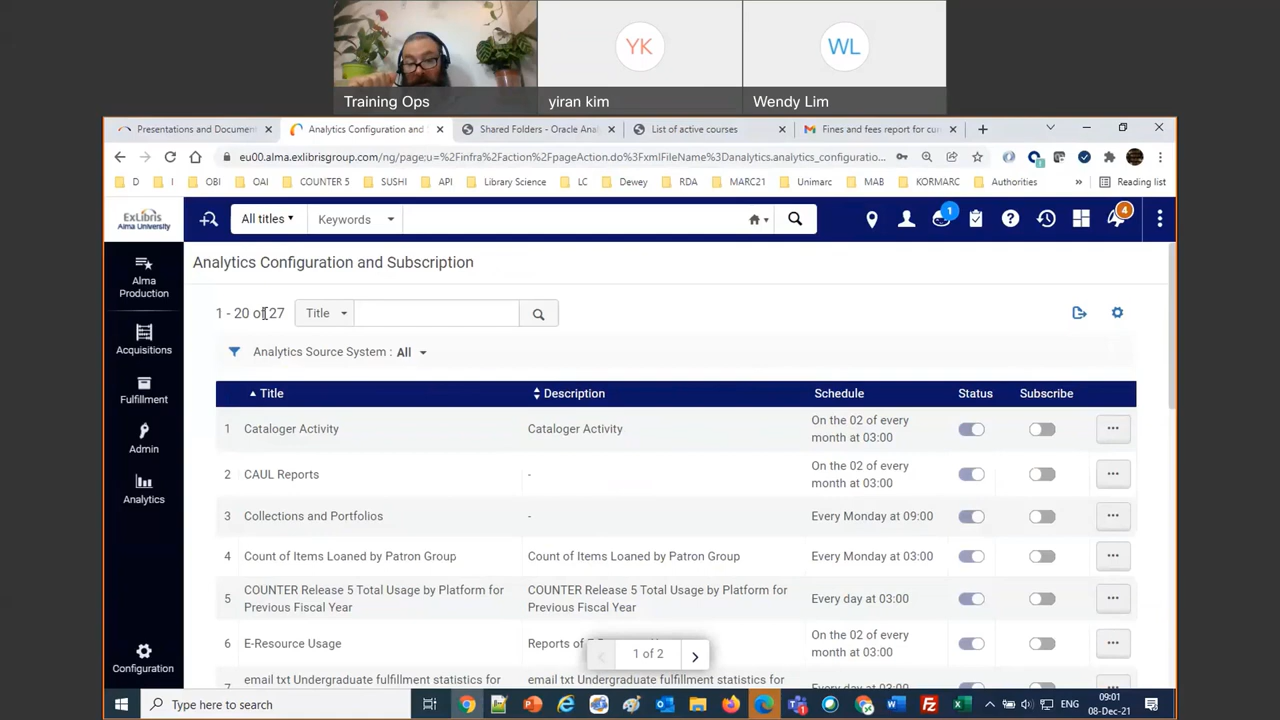 YK
WL
Training Ops
yiran kim
Wendy Lim
Presentations and Document
Analytics Configuration and S
Shared Folders - Oracle Anal
List of active courses
Fines and fees report for cur
eu00.alma.exlibrisgroup.com/ng/page;u=%2Finfra%2Faction%2FpageAction.do%3FxmlFileName%3Danalytics.analytics_configuratio...
D
I
OBI
OAI
COUNTER 5
SUSHI
API
Library Science
LC
Dewey
RDA
MARC21
Unimarc
MAB
KORMARC
Authorities
»
Reading list
ExLibris
Alma University
All titles
Keywords
1
4
Analytics Configuration and Subscription
Alma
Production
Acquisitions
Fulfillment
Admin
Analytics
Configuration
1 - 20 of 27
Title
Analytics Source System : All
Title
Description
Schedule
Status
Subscribe
1 Cataloger Activity
Cataloger Activity
On the 02 of every
month at 03:00
2 CAUL Reports
-
On the 02 of every
month at 03:00
3 Collections and Portfolios
-
Every Monday at 09:00
4 Count of Items Loaned by Patron Group
Count of Items Loaned by Patron Group
Every Monday at 03:00
5 COUNTER Release 5 Total Usage by Platform for
Previous Fiscal Year
COUNTER Release 5 Total Usage by Platform for
Previous Fiscal Year
Every day at 03:00
6 E-Resource Usage
Reports of E
On the 02 of every
month at 03:00
1 of 2
email txt Undergraduate fulfillment statistics for
email txt Undergraduate fulfillment statistics for
Type here to search
ENG
09:01
08-Dec-21